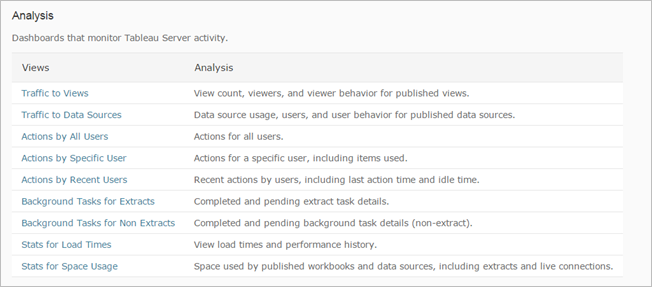 Analysis
Dashboards that monitor Tableau Server activity.
Views Analysis
Traffic to Views View count, viewers, and viewer behavior for published views.
Traffic to Data Sources Data source usage, users, and user behavior for published data sources.
Actions by All Users Actions for all users.
Actions by Specific User Actions for a specific user, including items used.
Actions by Recent Users Recent actions by users, including last action time and idle time.
Background Tasks for Extracts Completed and pending extract task details.
Background Tasks for Non Extracts Completed and pending background task details (non-extract).
Stats for Load Times View load times and performance history.
Stats for Space Usage Space used by published workbooks and data sources, including extracts and live connections.